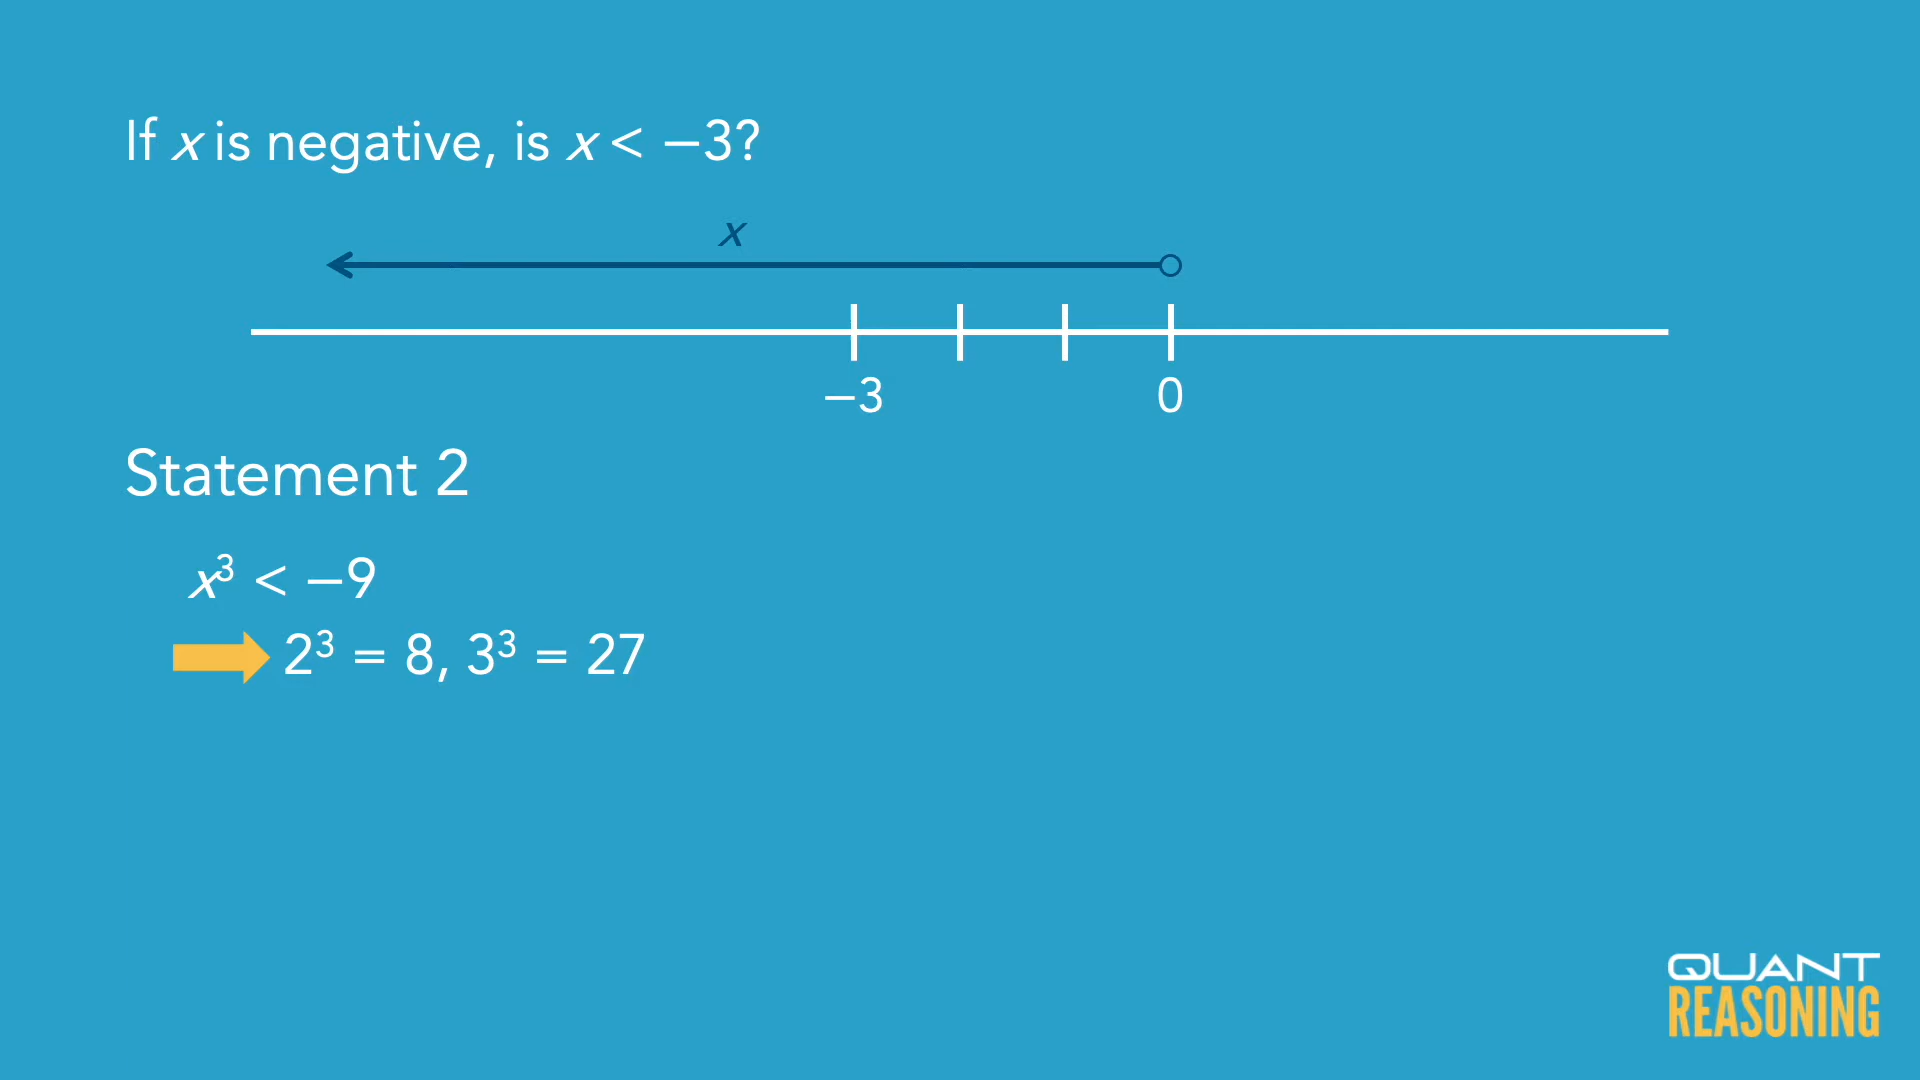 If x is negative, is x < −3?
x
−3 0
Statement 2
x³ < −9
2³ = 8, 3³ = 27
QUANT
REASONING